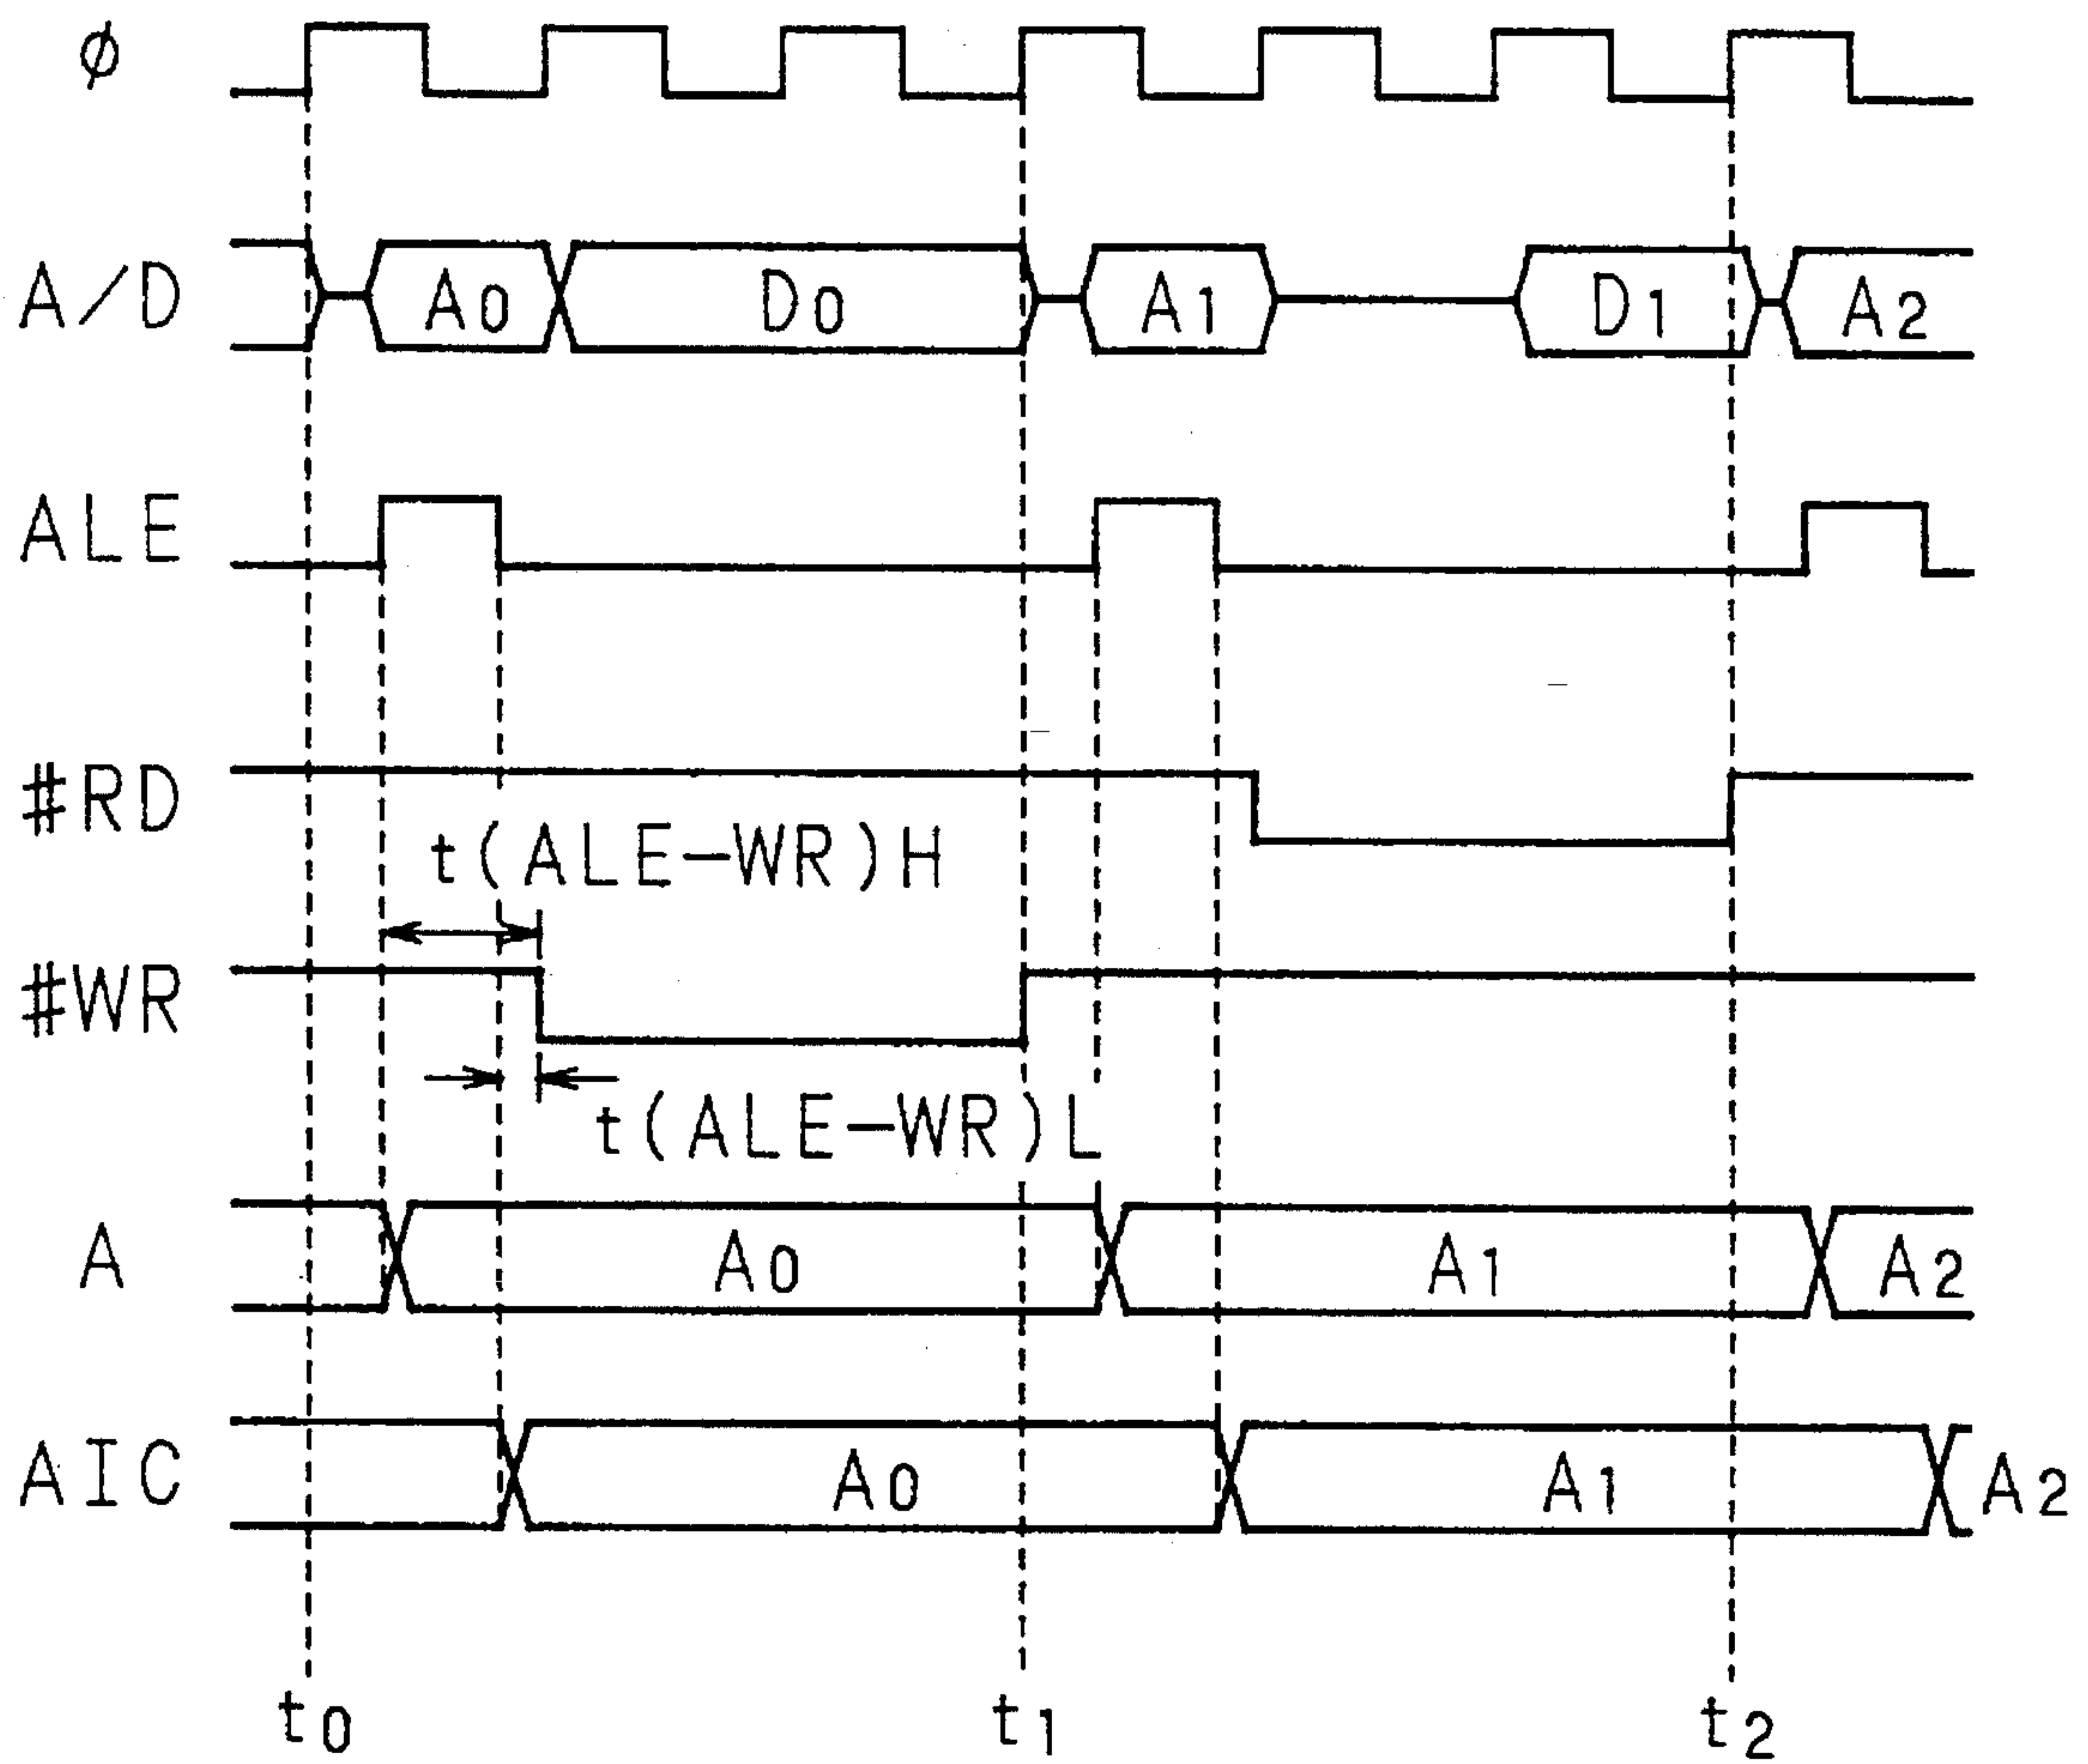 φ
A/D A0 D0 A1 D1 A2
ALE
#RD
t(ALE-WR)H
#WR
t(ALE-WR)L
A A0 A1 A2
AIC A0 A1 A2
t0 t1 t2